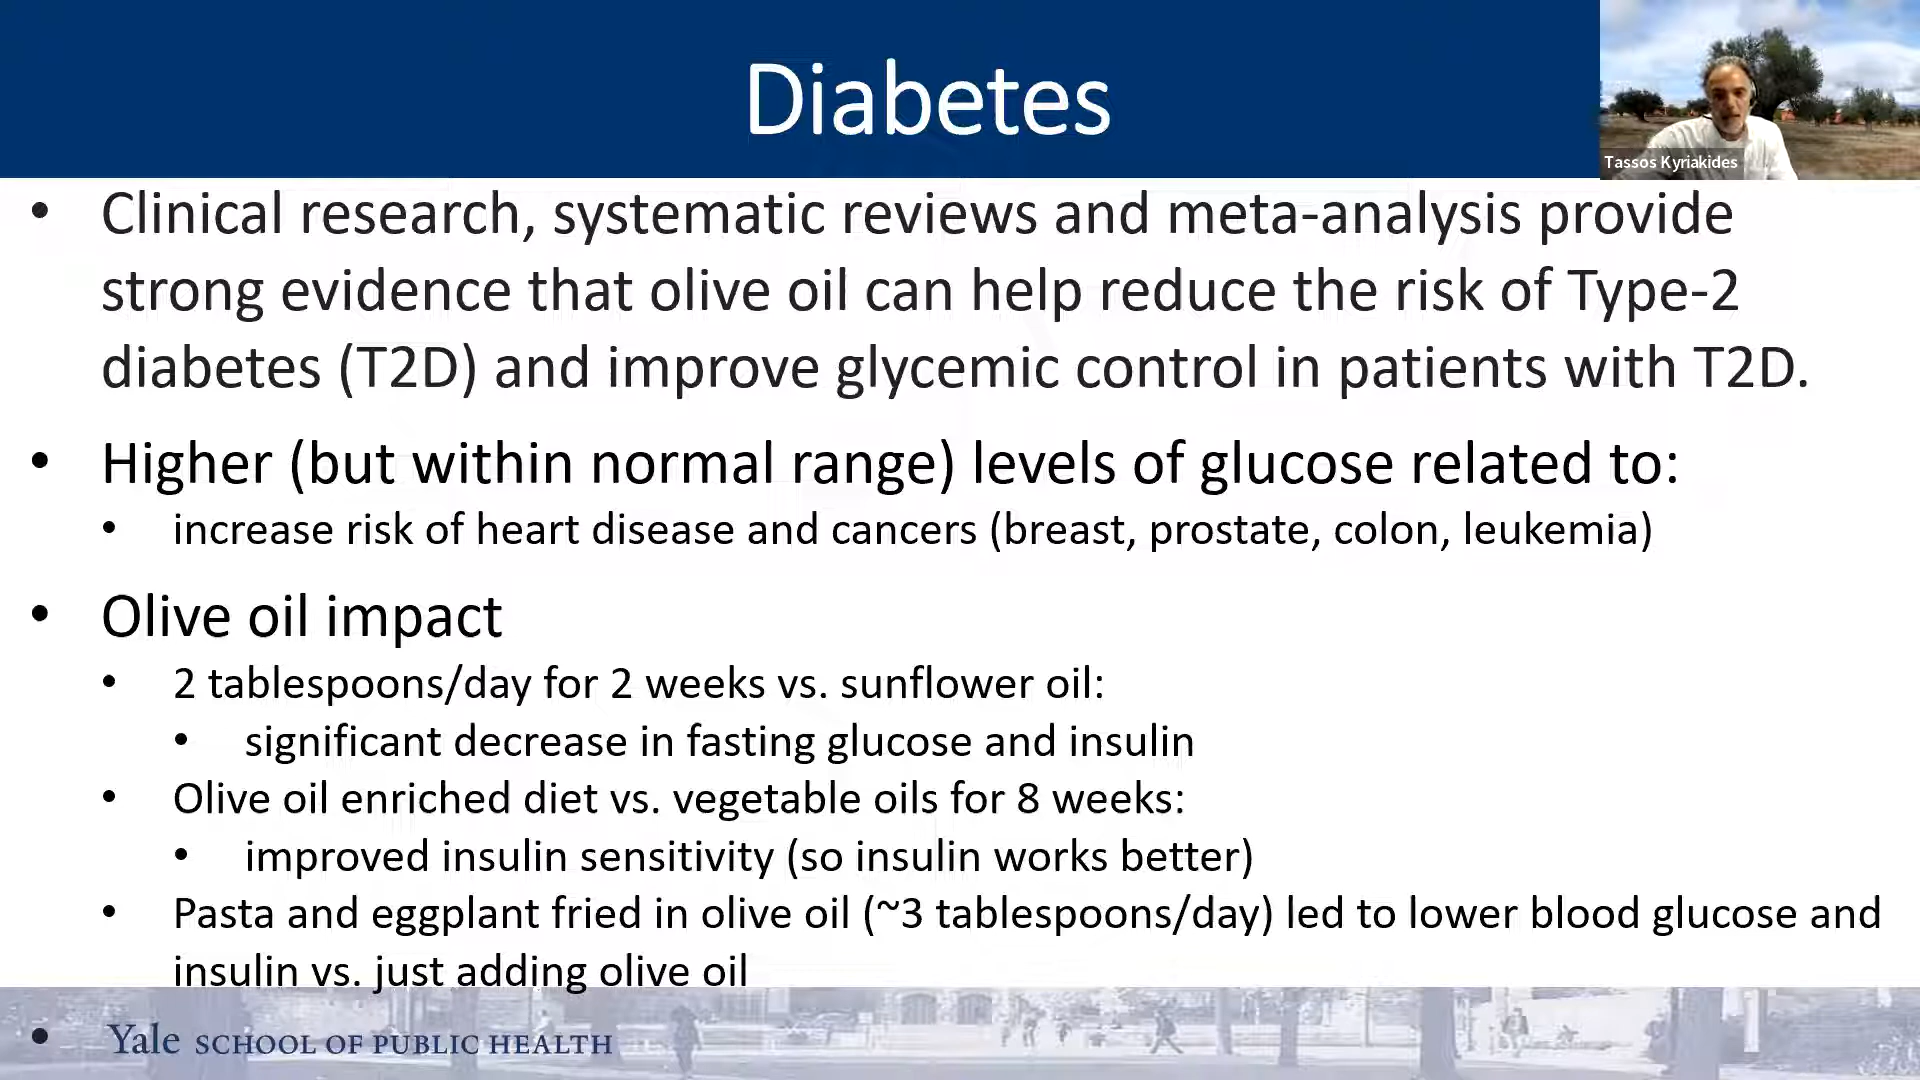 Diabetes
Tassos Kyriakides
• Clinical research, systematic reviews and meta-analysis provide
strong evidence that olive oil can help reduce the risk of Type-2
diabetes (T2D) and improve glycemic control in patients with T2D.
• Higher (but within normal range) levels of glucose related to:
• increase risk of heart disease and cancers (breast, prostate, colon, leukemia)
• Olive oil impact
• 2 tablespoons/day for 2 weeks vs. sunflower oil:
• significant decrease in fasting glucose and insulin
• Olive oil enriched diet vs. vegetable oils for 8 weeks:
• improved insulin sensitivity (so insulin works better)
• Pasta and eggplant fried in olive oil (~3 tablespoons/day) led to lower blood glucose and
insulin vs. just adding olive oil
• Yale SCHOOL OF PUBLIC HEALTH